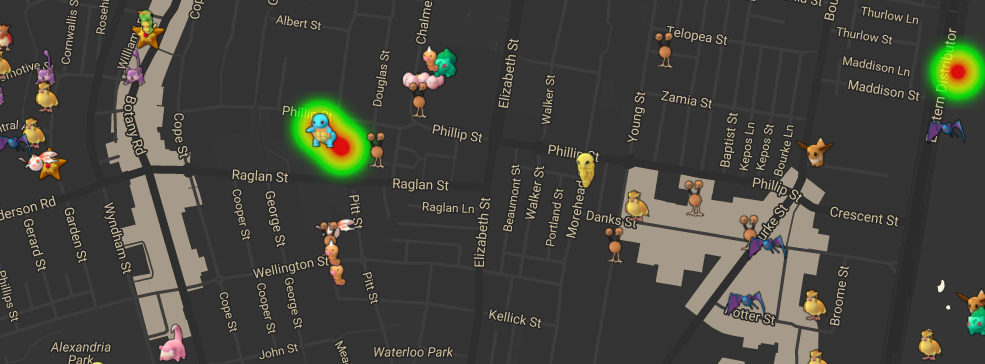 Albert St
Chalme
Cornwallis St
Roseh
William
Cop
Thurlow Ln
Thurlow St
Telopea St
Maddison Ln
Maddison St
Eastern Distributor
Douglas St
Elizabeth St
Walker St
Young St
Zamia St
Botany Rd
Cope St
Phillip St
Phillip St
Baptist St
Kepos Ln
Kepos St
Bourke Ln
Phillip St
Raglan St
Raglan St
Raglan Ln
Beaumont St
Walker St
Portland St
Morehead
Danks St
Phillip St
Crescent St
Bourke St
derson Rd
Gerard St
Garden St
Wyndham St
Cooper St
George St
Pitt St
Elizabeth St
Wellington St
Phillips St
Cope St
Cooper St
George St
Pitt St
Kellick St
Potter St
Broome St
Alexandria
Park
John St
Mea
Waterloo Park